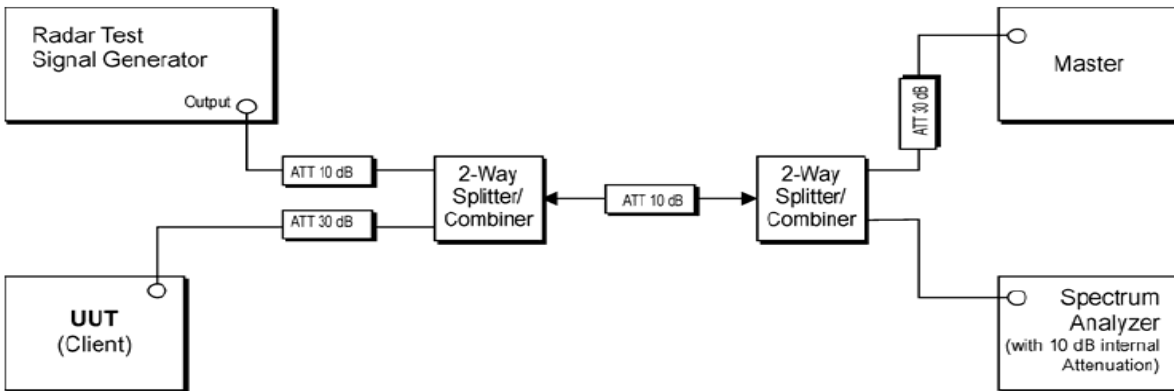 Radar Test
Signal Generator
Output
ATT 10 dB
ATT 30 dB
2-Way
Splitter/
Combiner
ATT 10 dB
2-Way
Splitter/
Combiner
ATT 30 dB
Master
UUT
(Client)
Spectrum
Analyzer
(with 10 dB internal
Attenuation)